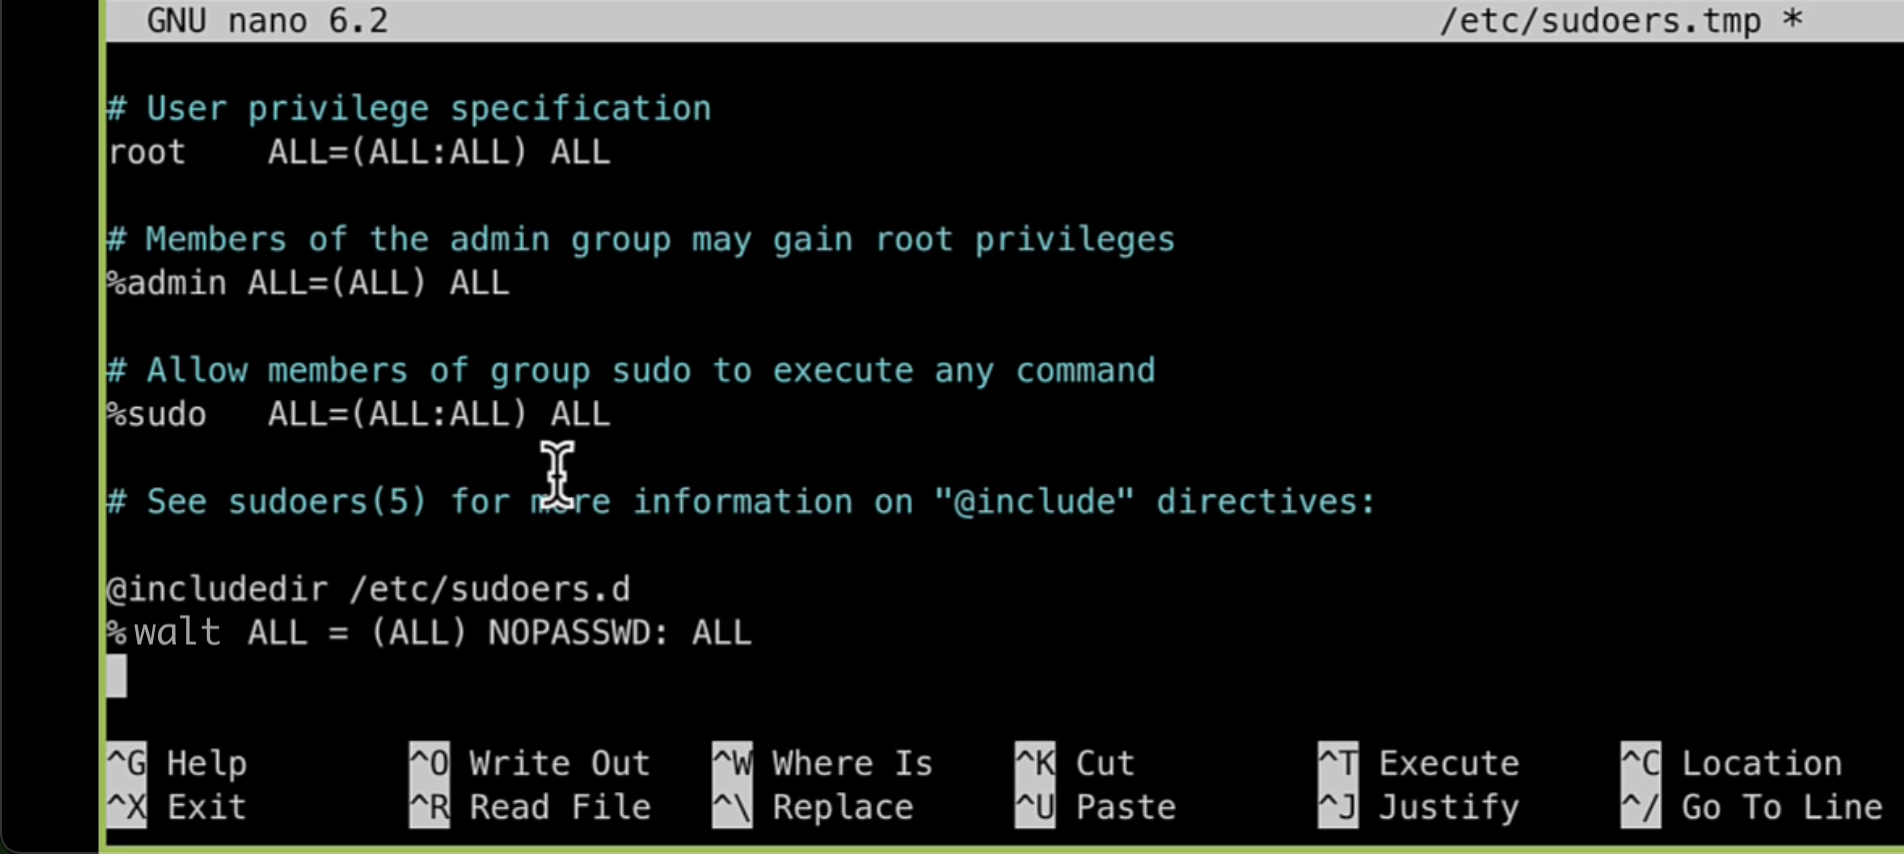 GNU nano 6.2 /etc/sudoers.tmp *
# User privilege specification
root    ALL=(ALL:ALL) ALL
# Members of the admin group may gain root privileges
%admin ALL=(ALL) ALL
# Allow members of group sudo to execute any command
%sudo   ALL=(ALL:ALL) ALL
# See sudoers(5) for more information on "@include" directives:
@includedir /etc/sudoers.d
%walt ALL = (ALL) NOPASSWD: ALL
^G Help ^O Write Out ^W Where Is ^K Cut ^T Execute ^C Location
^X Exit ^R Read File ^\ Replace ^U Paste ^J Justify ^/ Go To Line